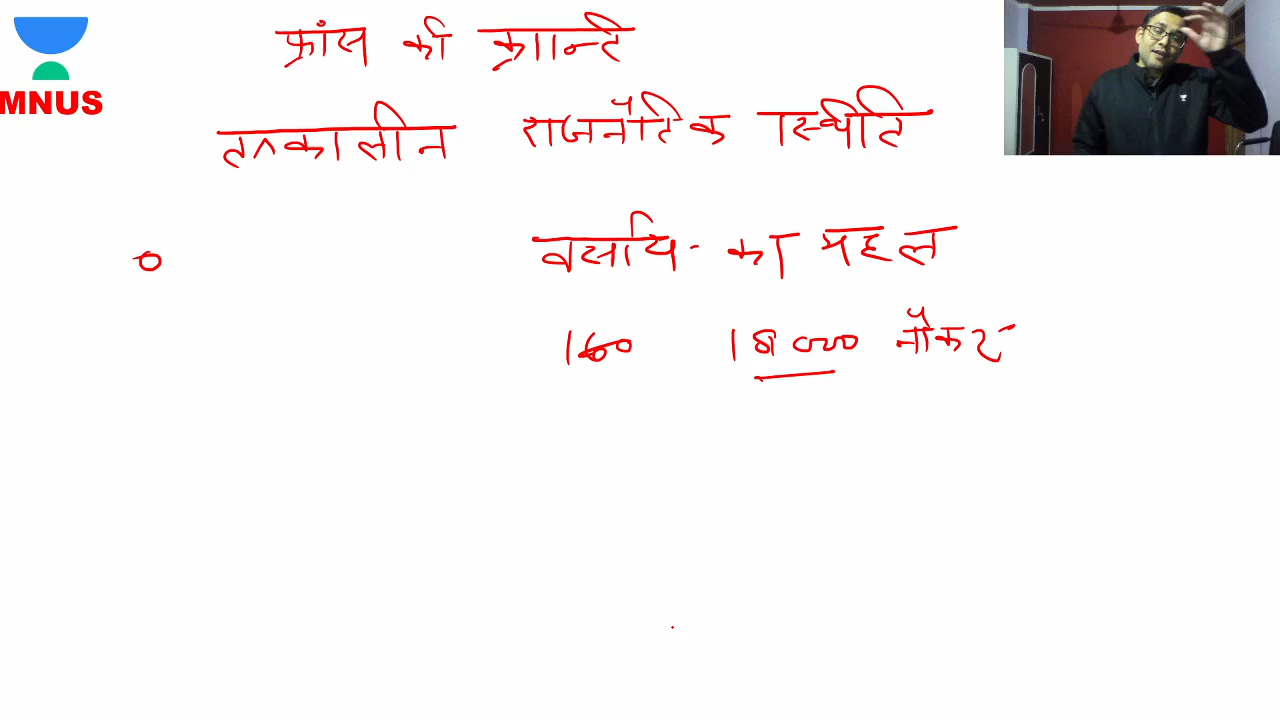 MNUS
फ्रांस की क्रान्ति
तत्कालीन राजनैतिक स्थिति
वर्साय का महल
160 18000 नौकर